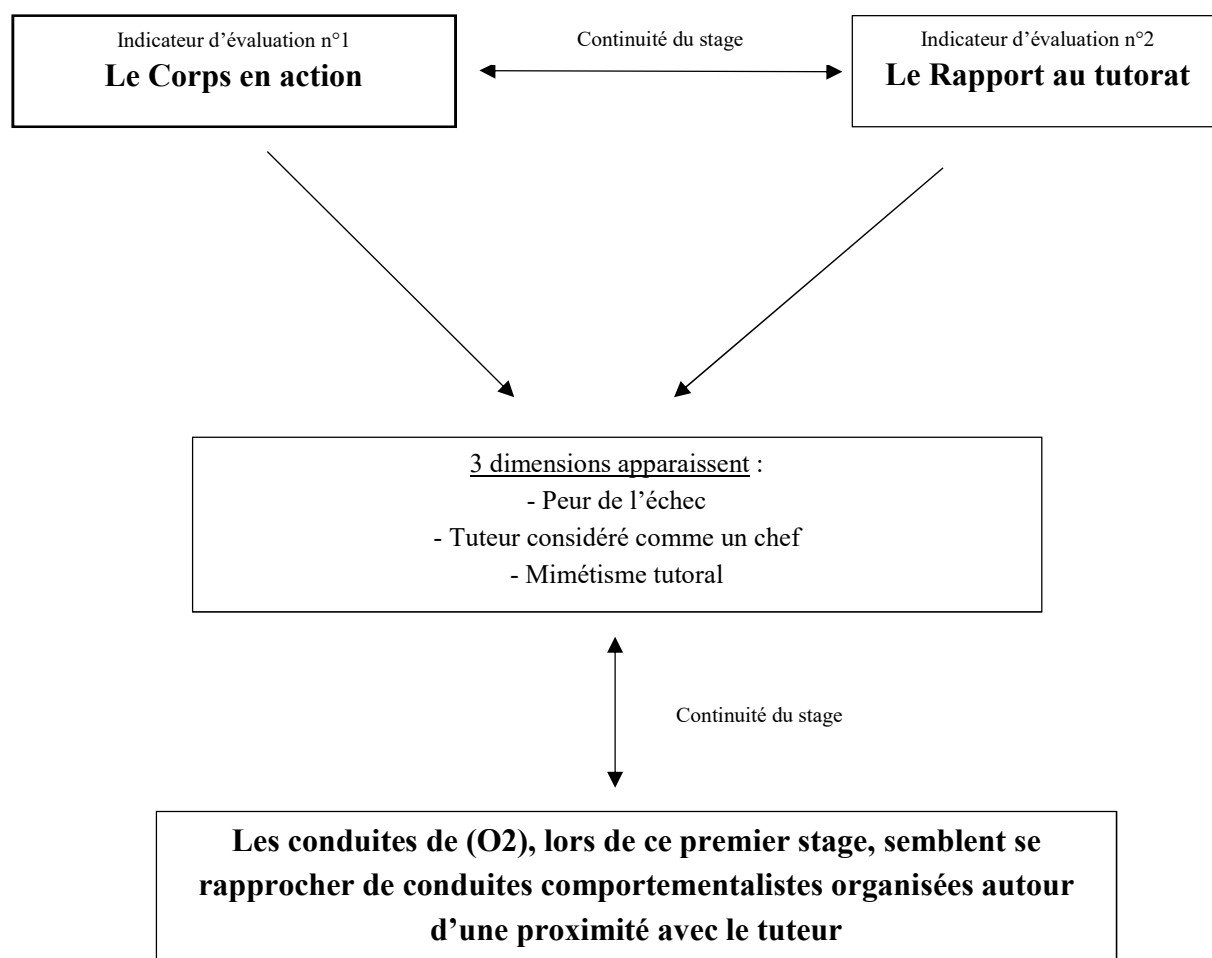 Indicateur d’évaluation n°1
Le Corps en action
Continuité du stage
Indicateur d’évaluation n°2
Le Rapport au tutorat
3 dimensions apparaissent :
- Peur de l’échec
- Tuteur considéré comme un chef
- Mimétisme tutoral
Continuité du stage
Les conduites de (O2), lors de ce premier stage, semblent se
rapprocher de conduites comportementalistes organisées autour
d’une proximité avec le tuteur